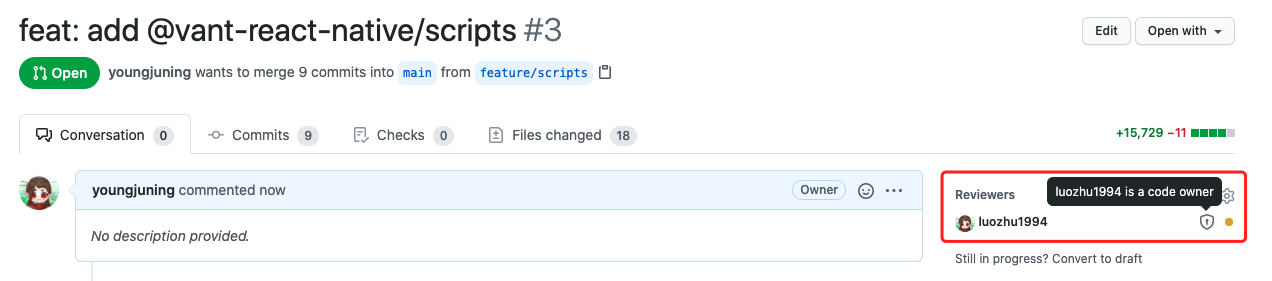 feat: add @vant-react-native/scripts #3
Edit
Open with
Open
youngjuning wants to merge 9 commits into main from feature/scripts
Conversation 0
Commits 9
Checks 0
Files changed 18
+15,729 −11
youngjuning commented now
Owner
No description provided.
Reviewers
luozhu1994 is a code owner
luozhu1994
Still in progress? Convert to draft